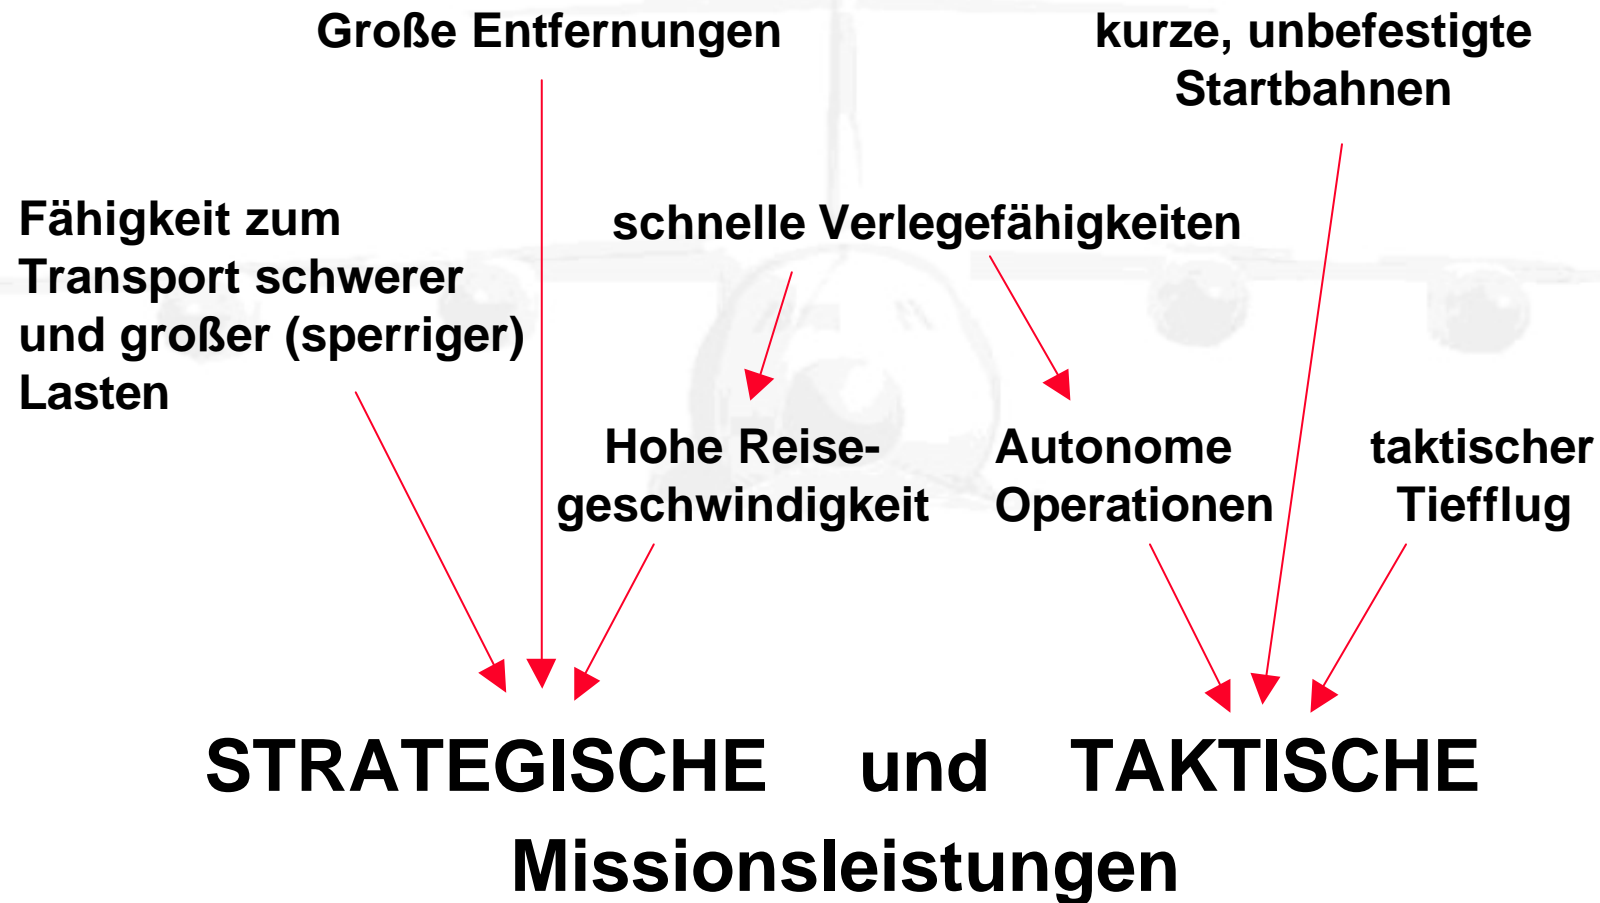 Große Entfernungen
kurze, unbefestigte
Startbahnen
Fähigkeit zum
Transport schwerer
und großer (sperriger)
Lasten
schnelle Verlegefähigkeiten
Hohe Reise-
geschwindigkeit
Autonome
Operationen
taktischer
Tiefflug
STRATEGISCHE und TAKTISCHE
Missionsleistungen